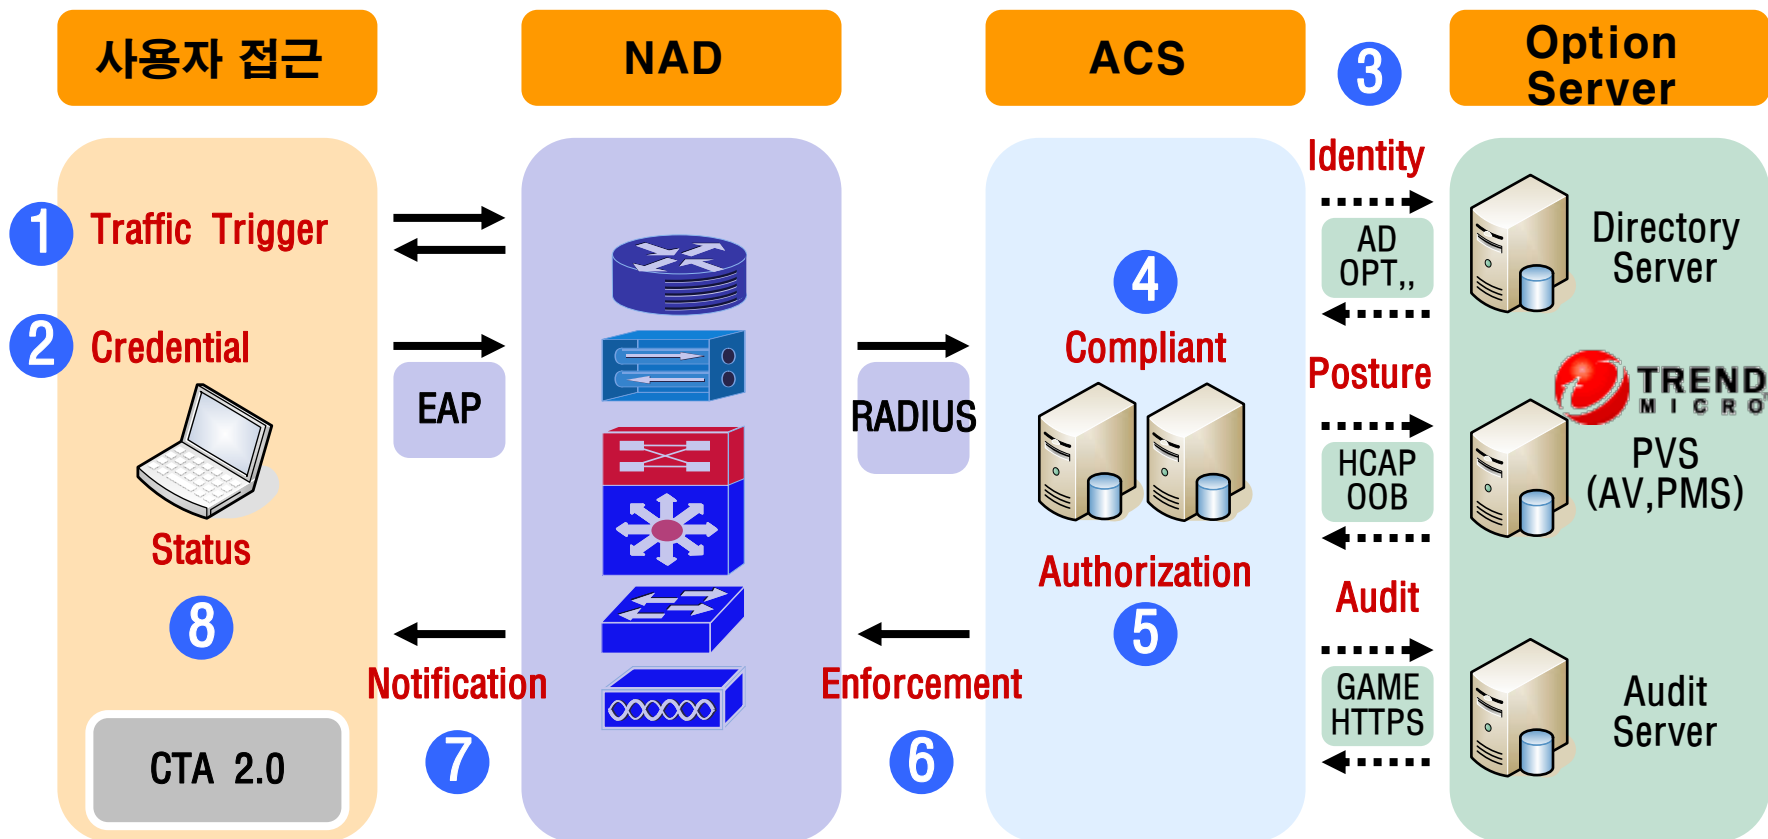 사용자 접근
NAD
ACS
3
Option
Server
1
Traffic Trigger
2
Credential
Status
8
CTA 2.0
EAP
Notification
7
RADIUS
Enforcement
6
4
Compliant
Authorization
5
Identity
AD
OPT,,
Directory
Server
Posture
HCAP
OOB
TREND
MICRO
PVS
(AV,PMS)
Audit
GAME
HTTPS
Audit
Server